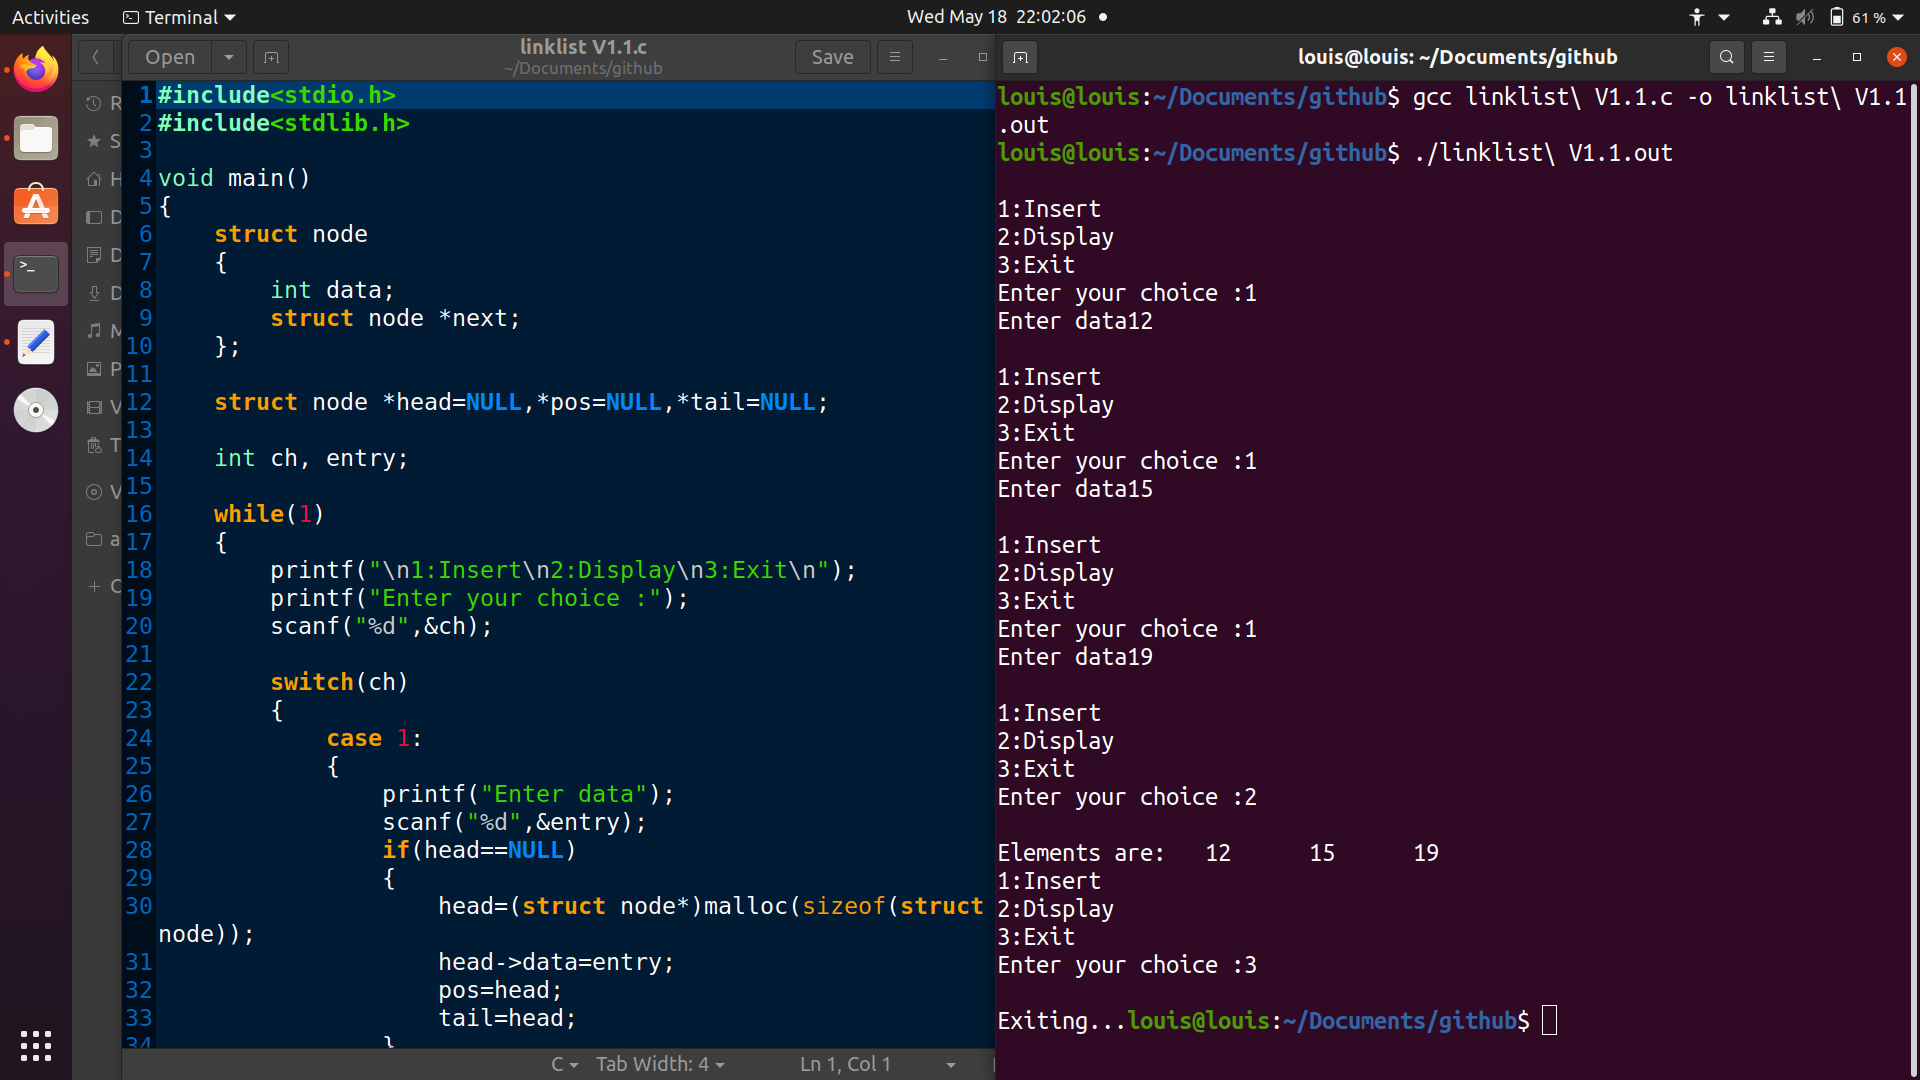 Activities
Terminal
Wed May 18 22:02:06
61 %
Open
linklist V1.1.c
~/Documents/github
Save
R
S
H
D
D
D
M
P
V
T
V
a
C
1 #include<stdio.h>
2 #include<stdlib.h>
3
4 void main()
5 {
6     struct node
7     {
8         int data;
9         struct node *next;
10     };
11
12     struct node *head=NULL,*pos=NULL,*tail=NULL;
13
14     int ch, entry;
15
16     while(1)
17     {
18         printf("\n1:Insert\n2:Display\n3:Exit\n");
19         printf("Enter your choice :");
20         scanf("%d",&ch);
21
22         switch(ch)
23         {
24             case 1:
25             {
26                 printf("Enter data");
27                 scanf("%d",&entry);
28                 if(head==NULL)
29                 {
30                     head=(struct node*)malloc(sizeof(struct
node));
31                     head->data=entry;
32                     pos=head;
33                     tail=head;
34                 }
C
Tab Width: 4
Ln 1, Col 1
louis@louis: ~/Documents/github
louis@louis:~/Documents/github$ gcc linklist\ V1.1.c -o linklist\ V1.1
.out
louis@louis:~/Documents/github$ ./linklist\ V1.1.out

1:Insert
2:Display
3:Exit
Enter your choice :1
Enter data12

1:Insert
2:Display
3:Exit
Enter your choice :1
Enter data15

1:Insert
2:Display
3:Exit
Enter your choice :1
Enter data19

1:Insert
2:Display
3:Exit
Enter your choice :2

Elements are:   12      15      19
1:Insert
2:Display
3:Exit
Enter your choice :3

Exiting...louis@louis:~/Documents/github$